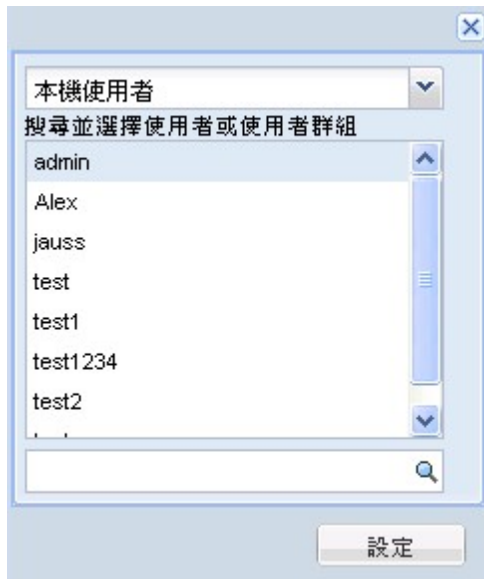 本機使用者
搜尋並選擇使用者或使用者群組
admin
Alex
jauss
test
test1
test1234
test2
設定